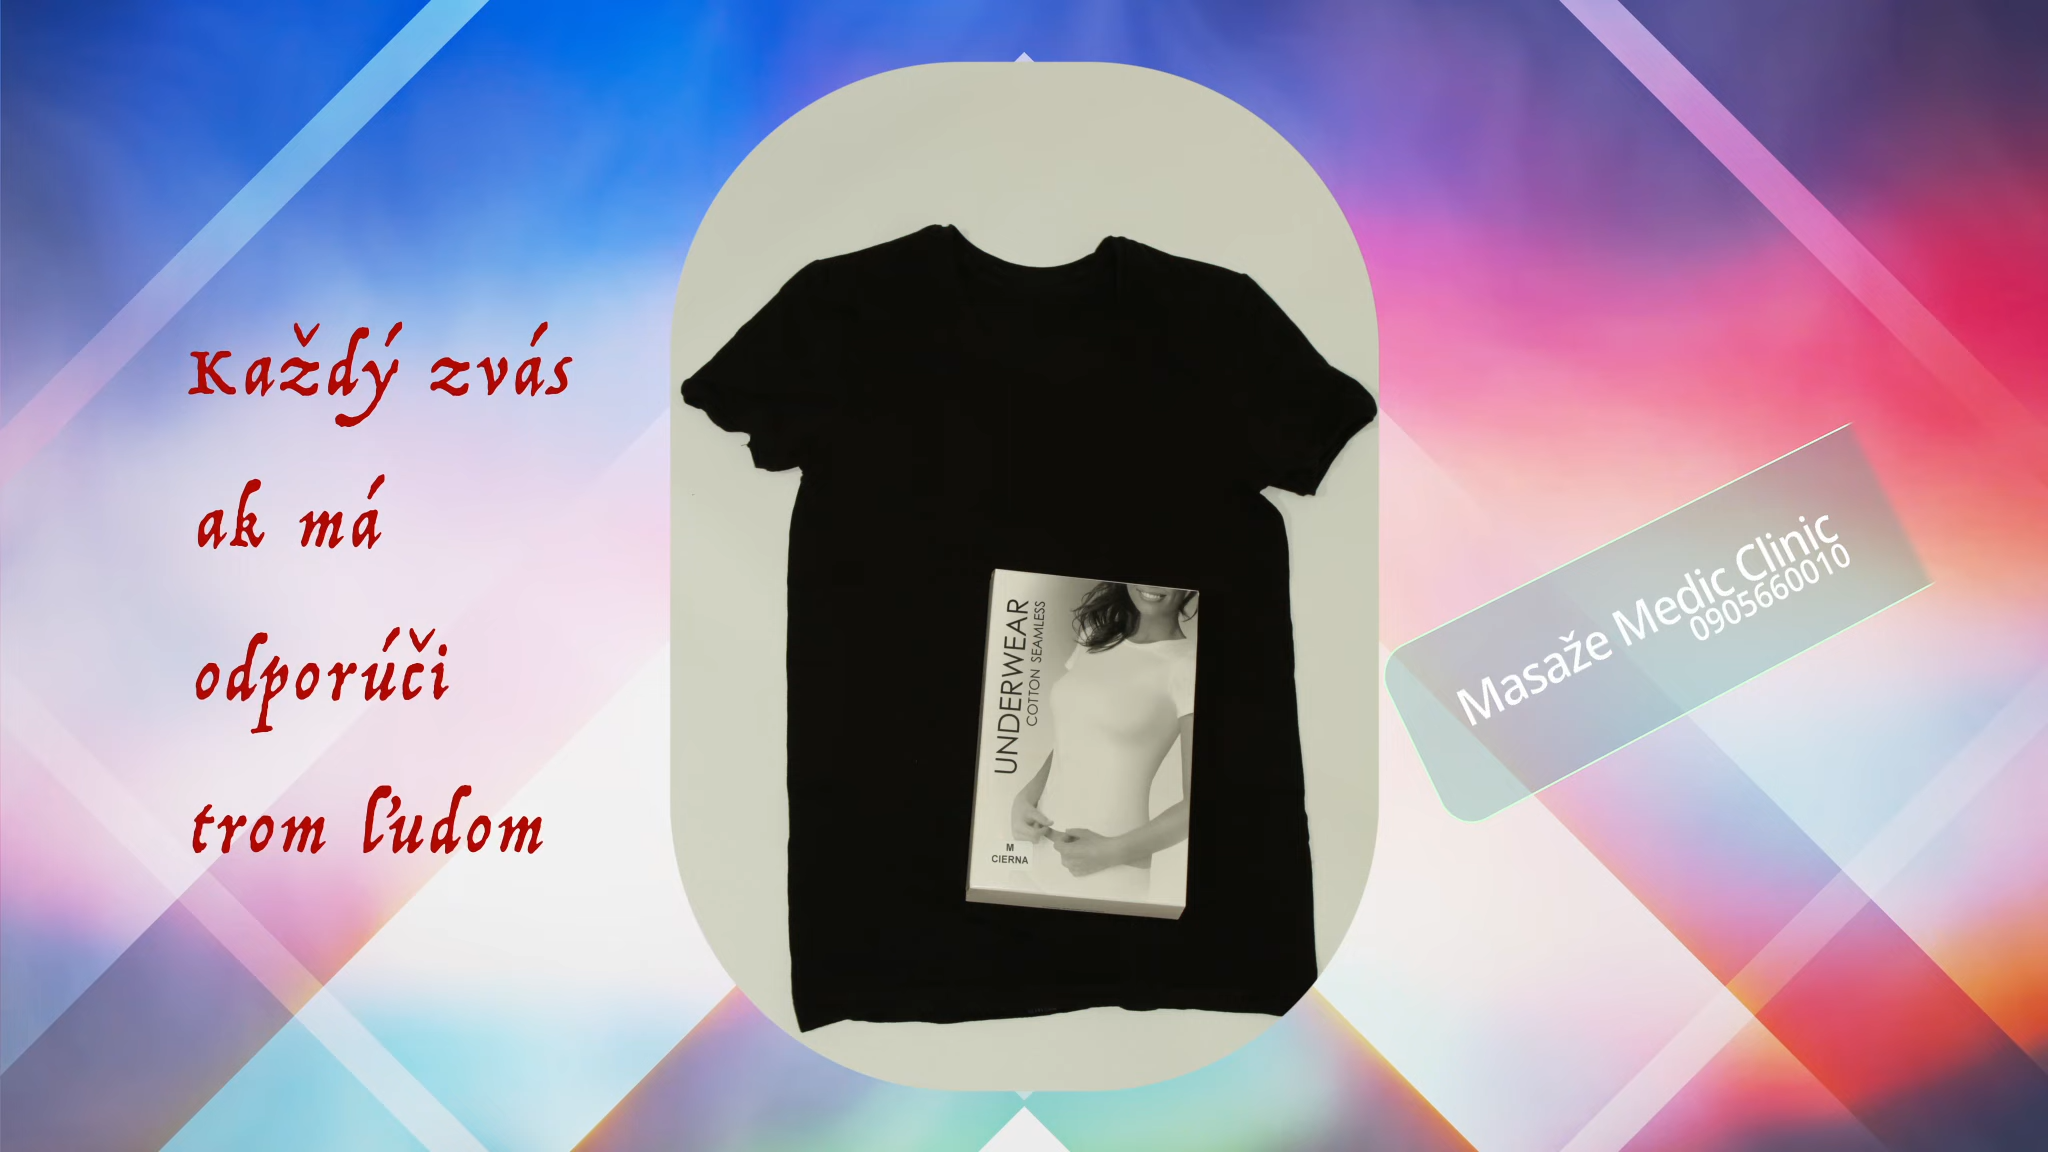 Každý zvás
ak má
odporúči
trom ľudom
UNDERWEAR
COTTON SEAMLESS
M
CIERNA
Masaže Medic Clinic
0905660010